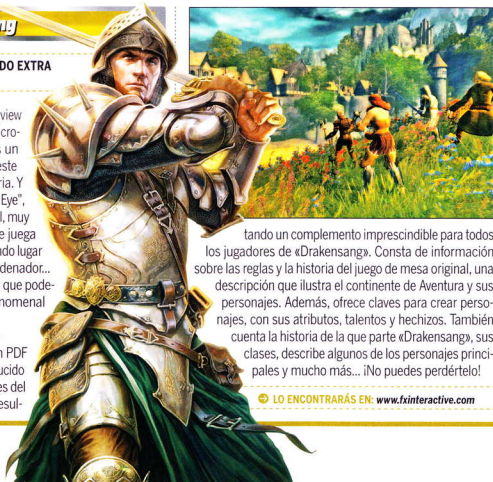 ng
DO EXTRA
view
cro-
s un
este
ria. Y
Eye",
l, muy
e juega
ndo lugar
denador...
que pode-
nomenal
n PDF
ucido
es del
esul-
tando un complemento imprescindible para todos
los jugadores de «Drakensang». Consta de información
sobre las reglas y la historia del juego de mesa original, una
descripción que ilustra el continente de Aventura y sus
personajes. Además, ofrece claves para crear perso-
najes, con sus atributos, talentos y hechizos. También
cuenta la historia de la que parte «Drakensang», sus
clases, describe algunos de los personajes princi-
pales y mucho más... ¡No puedes perdértelo!
LO ENCONTRARÁS EN: www.fxinteractive.com